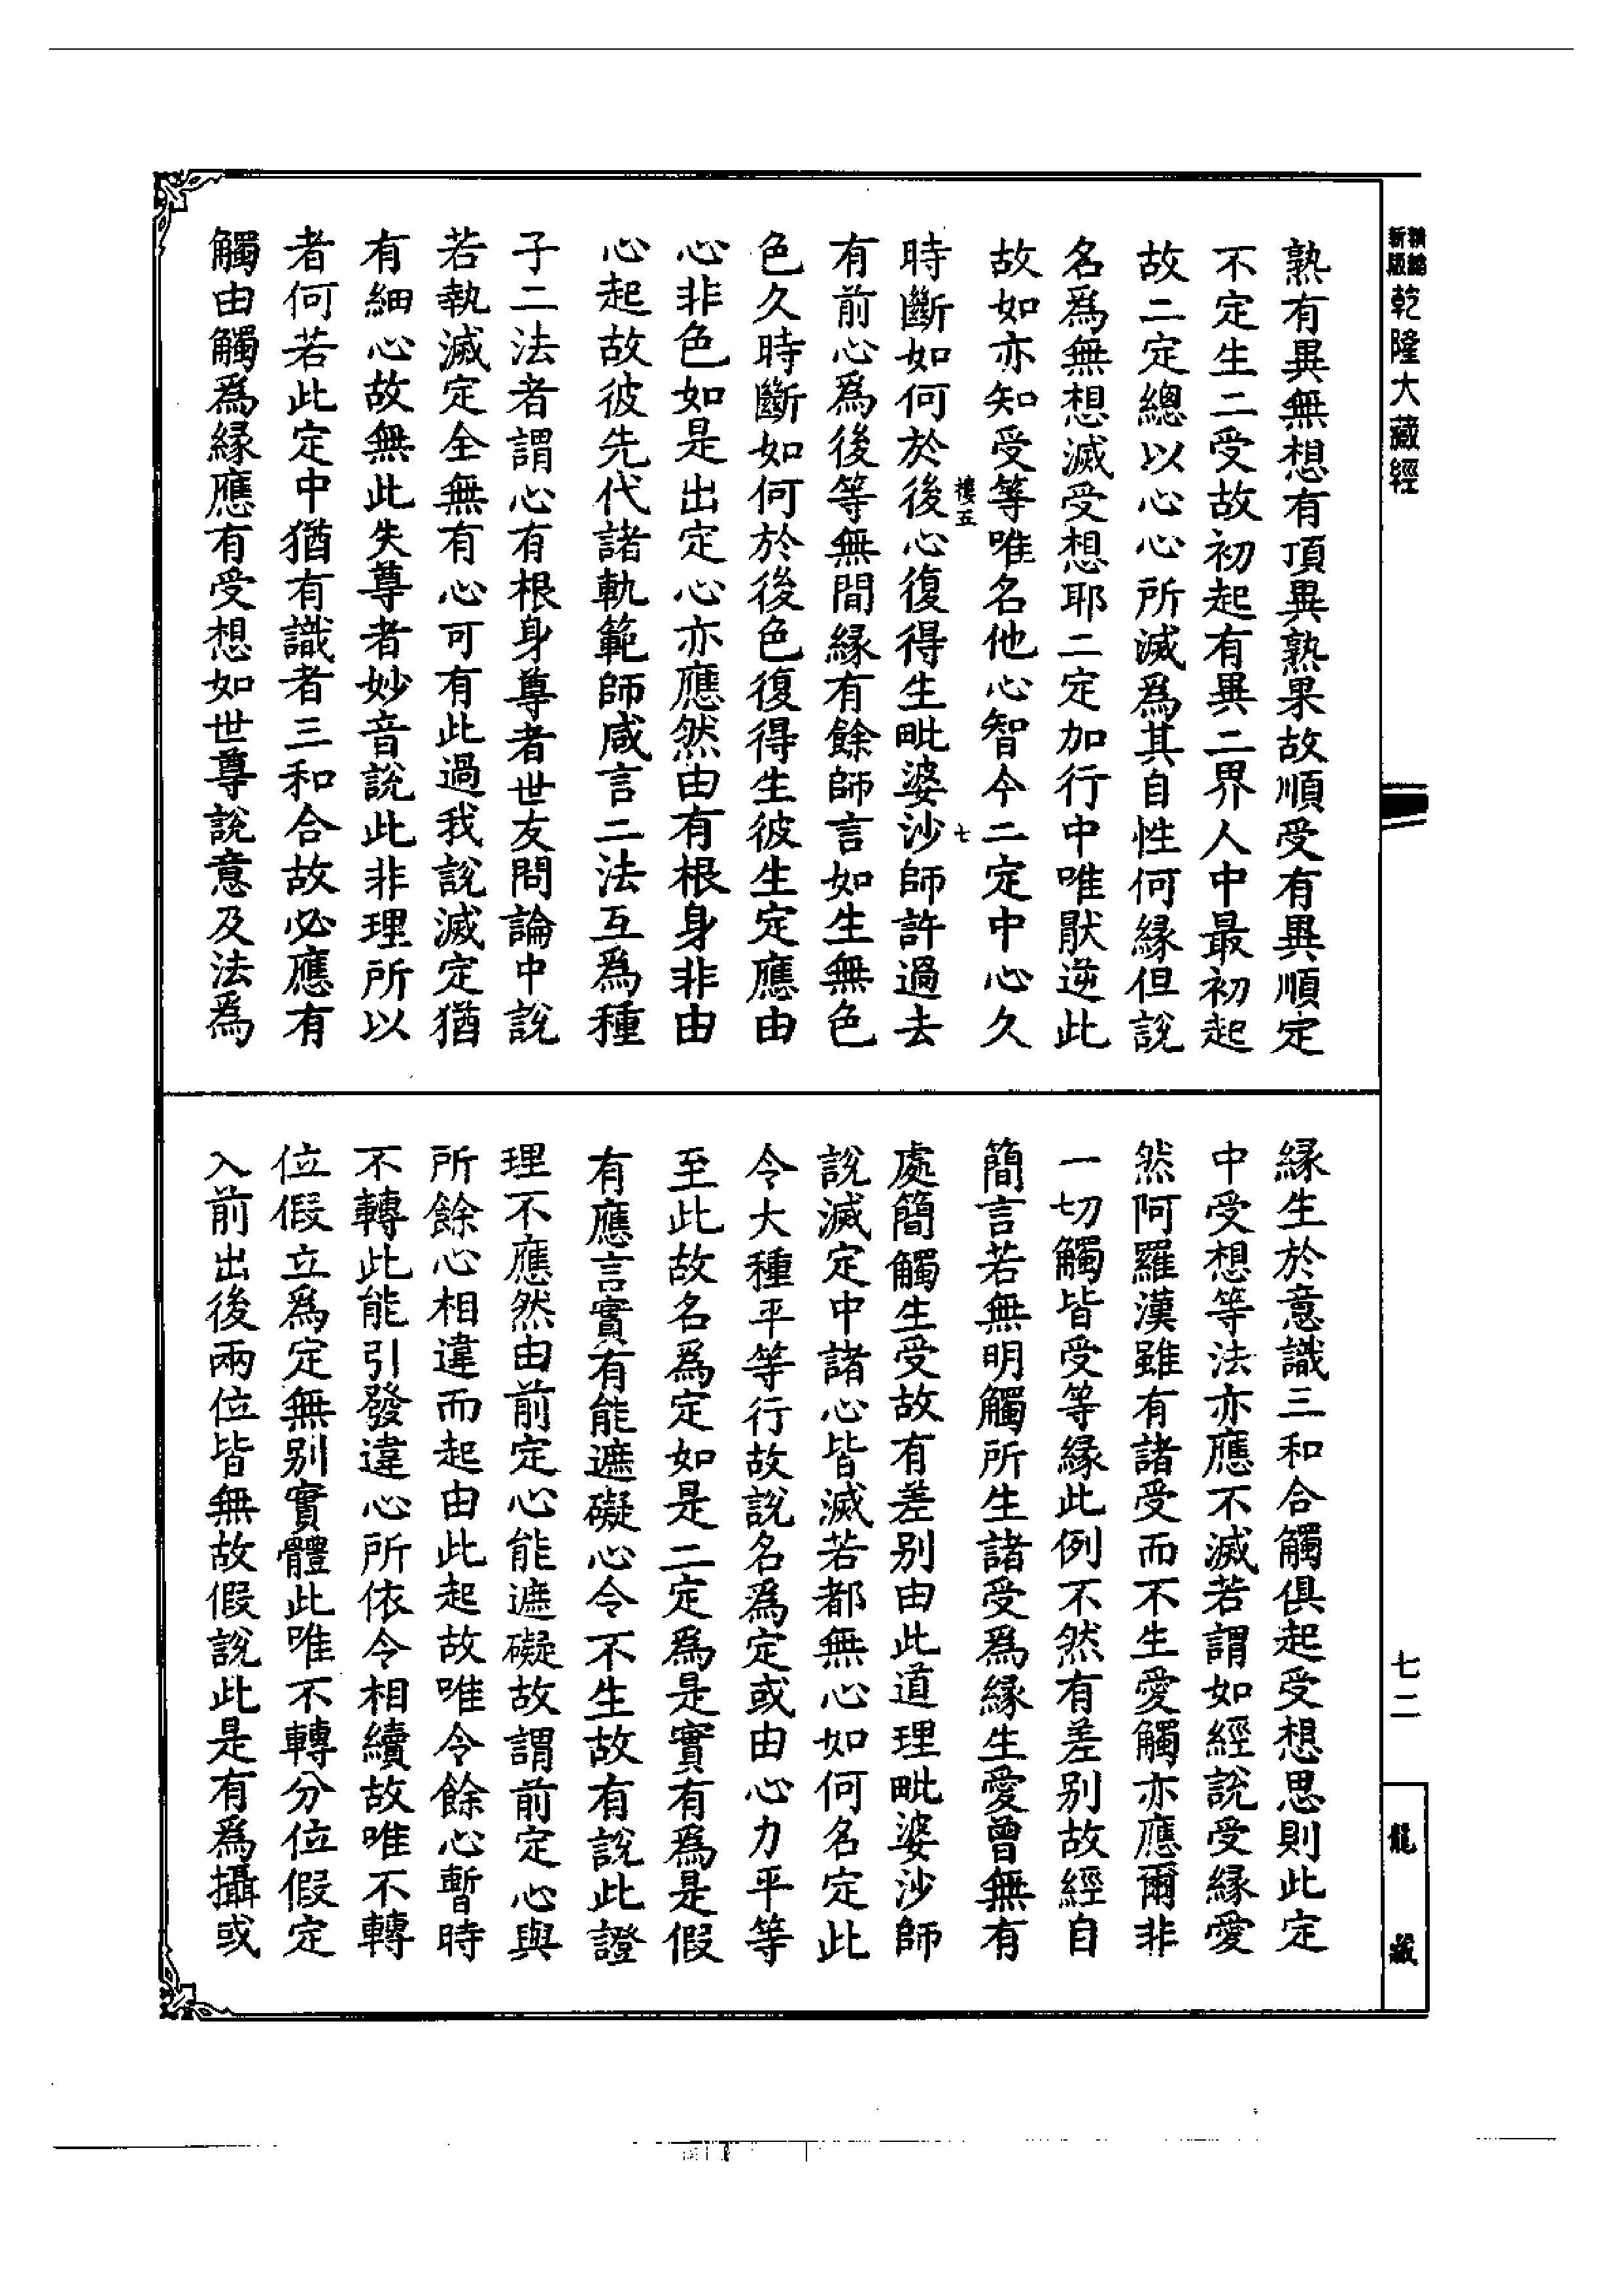 新版
精縮
乾隆大藏經
熟有異無想有頂異熟果故順受有異順定
不定生二受故初起有異二界人中最初起
故二定總以心心所滅爲其自性何縁但說
名爲無想滅受想耶二定加行中唯厭逆此
故如亦知受等唯名他心智今二定中心久
樓五
七
時斷如何於後心復得生毗婆沙師許過去
有前心爲後等無間縁有餘師言如生無色
色久時斷如何於後色復得生彼生定應由
心非色如是出定心亦應然由有根身非由
心起故彼先代諸軌範師咸言二法互爲種
子二法者謂心有根身尊者世友問論中說
若執滅定全無有心可有此過我說滅定猶
有細心故無此失尊者妙音說此非理所以
者何若此定中猶有識者三和合故必應有
觸由觸爲縁應有受想如世尊說意及法爲
縁生於意識三和合觸俱起受想思則此定
中受想等法亦應不滅若謂如經說受縁愛
然阿羅漢雖有諸受而不生愛觸亦應爾非
一切觸皆受等縁此例不然有差别故經自
簡言若無明觸所生諸受爲縁生愛曾無有
處簡觸生受故有差别由此道理毗婆沙師
說滅定中諸心皆滅若都無心如何名定此
令大種平等行故說名爲定或由心力平等
至此故名爲定如是二定爲是實有爲是假
有應言實有能遮礙心令不生故有說此證
理不應然由前定心能遮礙故謂前定心與
所餘心相違而起由此起故唯令餘心暫時
不轉此能引發違心所依令相續故唯不轉
位假立爲定無别實體此唯不轉分位假定
入前出後兩位皆無故假說此是有爲攝或
七二
龍藏